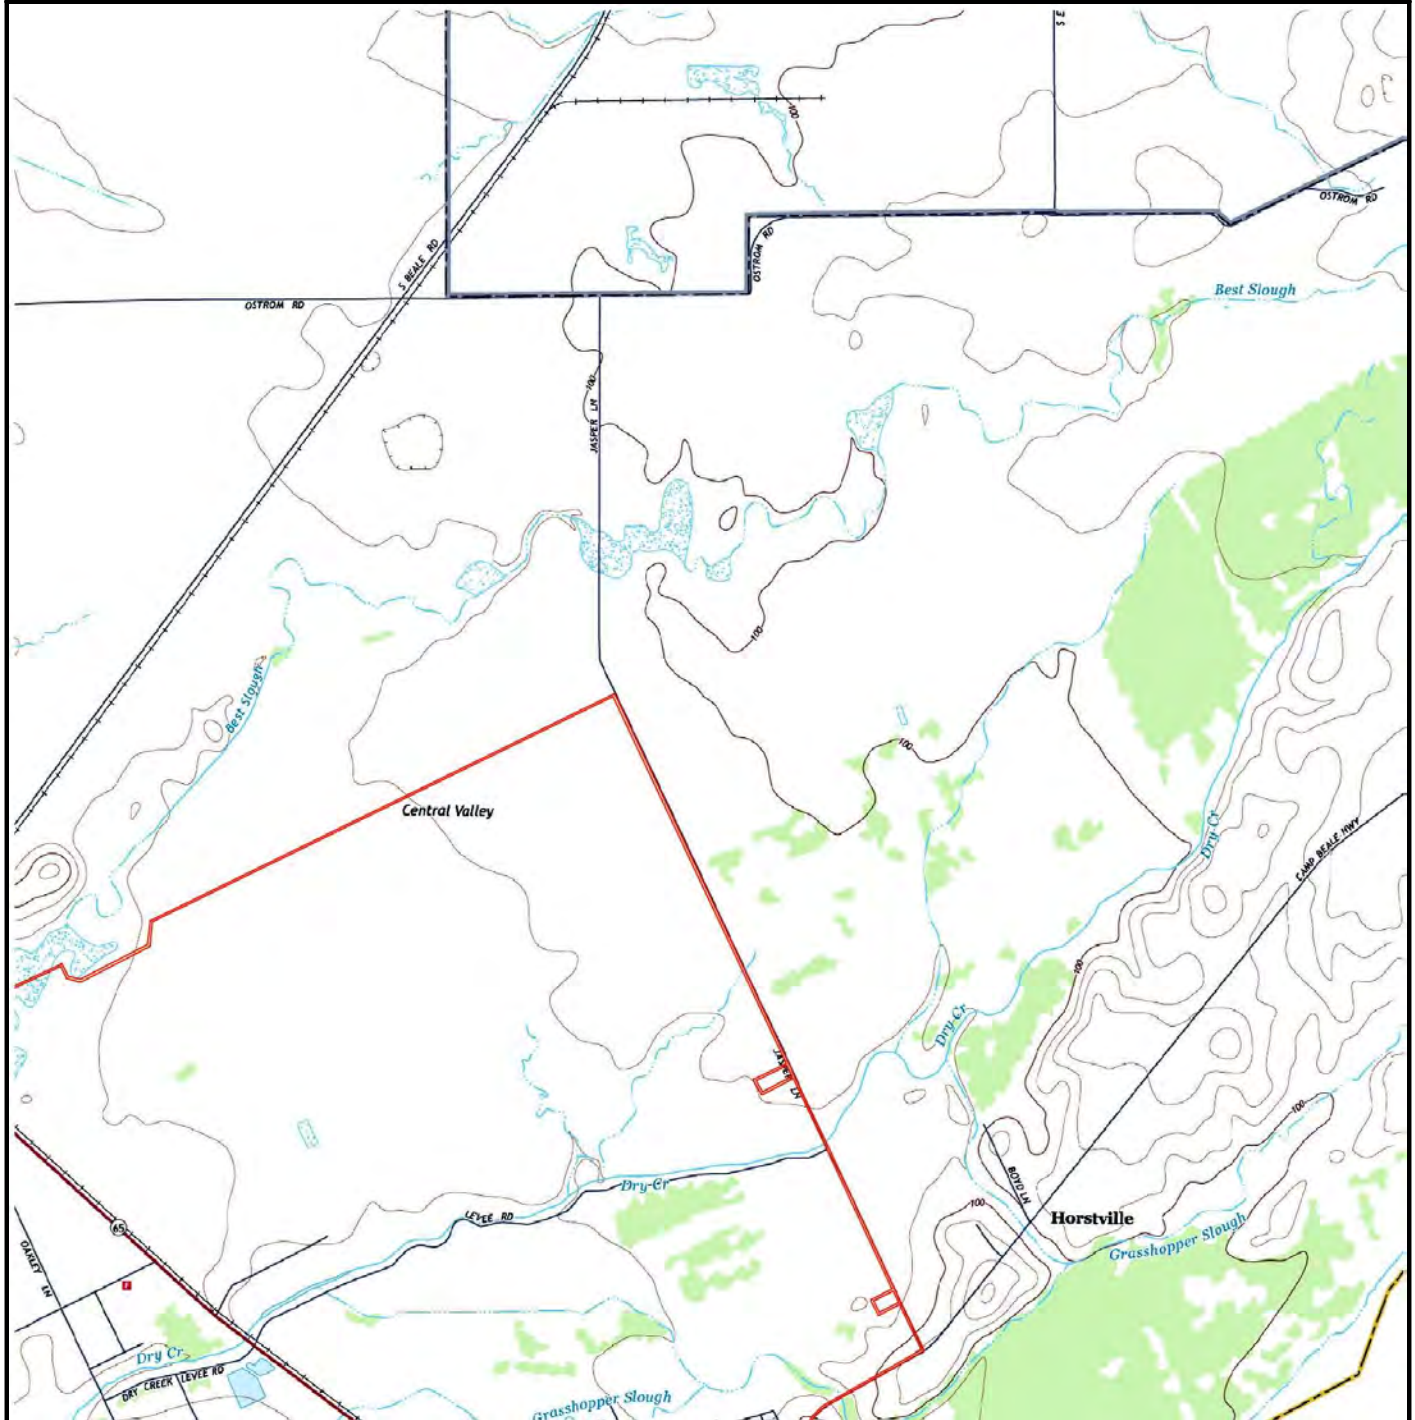 S E
100
30
OSTROM RD
OSTROM RD
S BEALE RD
OSTROM RD
Best Slough
100
JASPER LN
100
Best Slough
100
Central Valley
Dry Cr
CAMP BEALE HWY
100
Dry Cr
JASPER LN
100
BOYD LN
Dry Cr
LEVEE RD
100
Horstville
Grasshopper Slough
65
OAKLEY LN
F
Dry Cr
DRY CREEK LEVEE RD
Grasshopper Slough